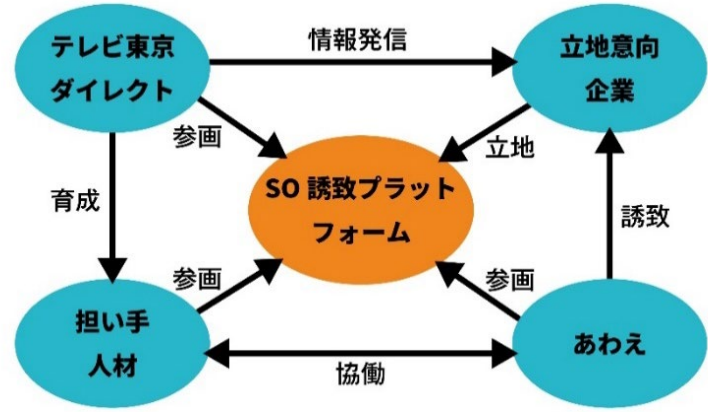 テレビ東京
ダイレクト
情報発信
立地意向
企業
参画
立地
SO 誘致プラット
フォーム
育成
誘致
参画
参画
担い手
人材
あわえ
協働